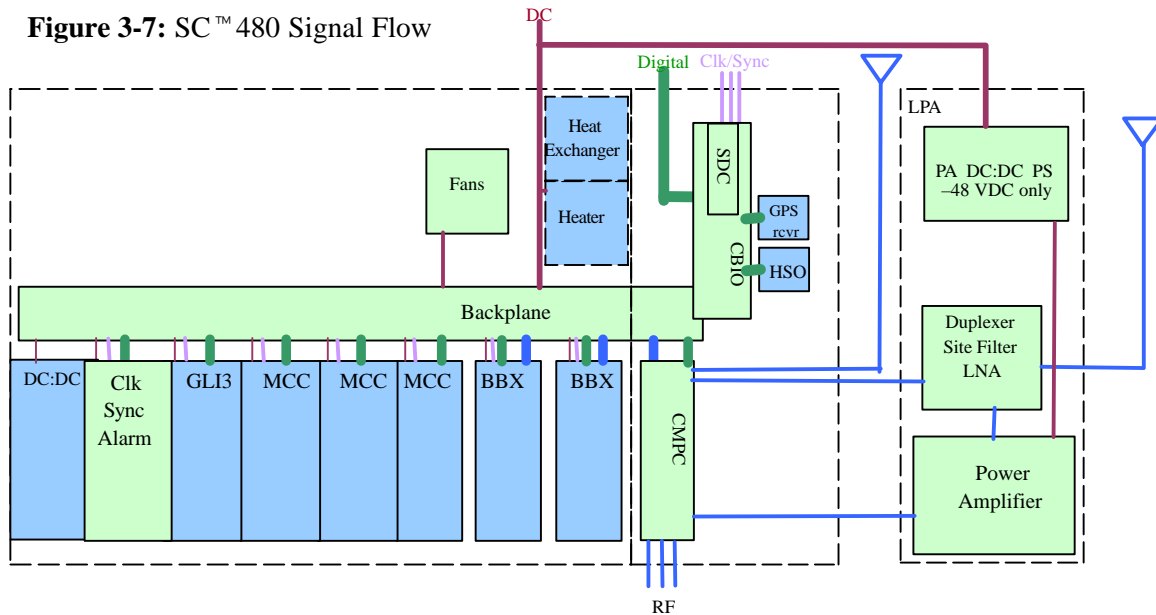 Figure 3-7: SC™480 Signal Flow
DC
Digital
Clk/Sync
LPA
Heat
Exchanger
Heater
Fans
SDC
CBIO
GPS
rcvr
HSO
PA DC:DC PS
–48 VDC only
Backplane
Duplexer
Site Filter
LNA
DC:DC
Clk
Sync
Alarm
GLI3
MCC
MCC
MCC
BBX
BBX
CMPC
Power
Amplifier
RF